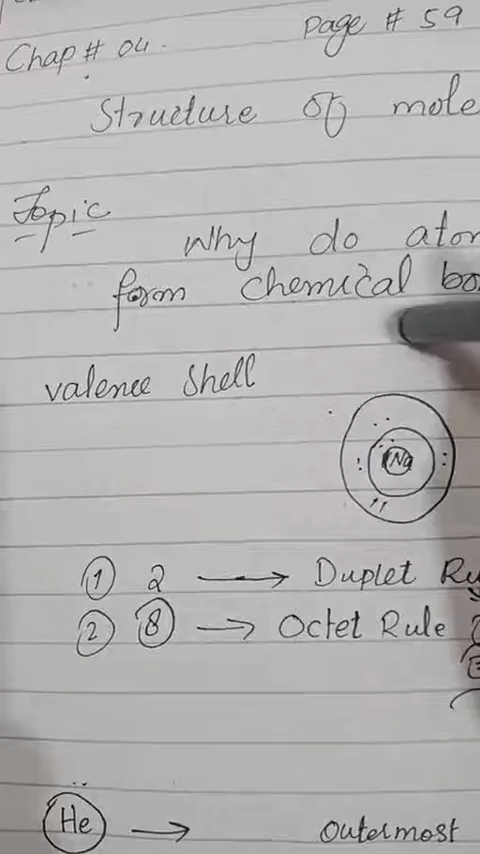 Page # 59
Chap # 04.
Structure of mole
Topic
Why do atom
form chemical bo
valence shell
Na
① 2 → Duplet Ru
② ⑧ → Octet Rule
He → Outermost